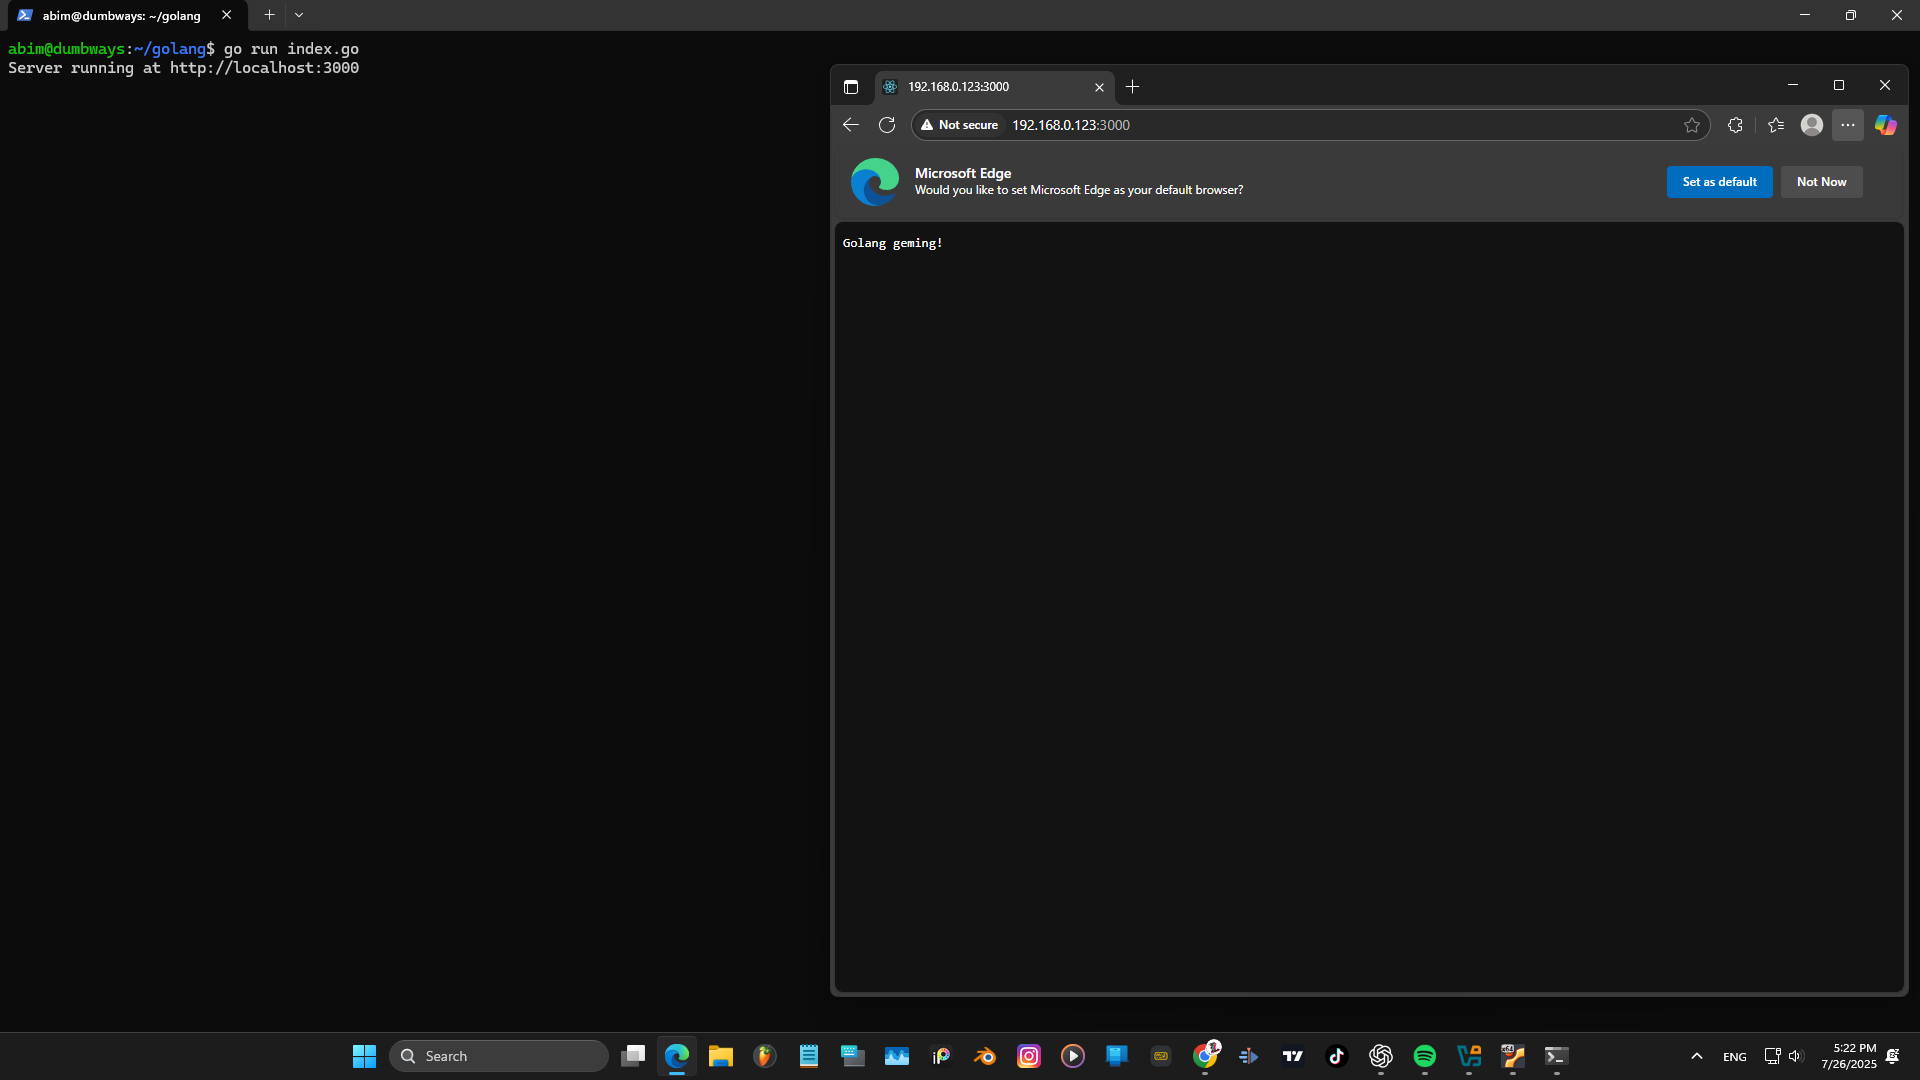 abim@dumbways: ~/golang
abim@dumbways:~/golang$ go run index.go
Server running at http://localhost:3000
192.168.0.123:3000
Not secure 192.168.0.123:3000
Microsoft Edge
Would you like to set Microsoft Edge as your default browser?
Set as default
Not Now
Golang geming!
Search
ENG
5:22 PM
7/26/2025